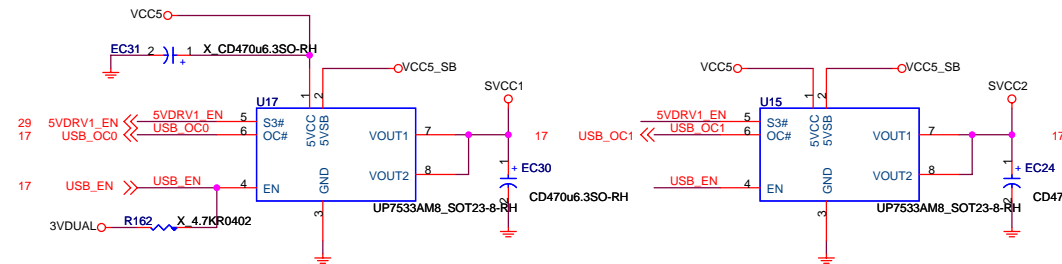 VCC5
EC31 2 1 X_CD470u6.3SO-RH
+
VCC5_SB
SVCC1
U17
1 2
29 5VDRV1_EN 5VDRV1_EN 5 S3# 5VCC 5VSB
17 USB_OC0 USB_OC0 6 OC# VOUT1 7 17
17 USB_EN USB_EN 4 EN VOUT2 8
GND
3
1 + EC30
2 CD470u6.3SO-RH
UP7533AM8_SOT23-8-RH
3VDUAL R162 X_4.7KR0402
VCC5
VCC5_SB
SVCC2
U15
1 2
5VDRV1_EN 5 S3# 5VCC 5VSB
USB_OC1 USB_OC1 6 OC# VOUT1 7 17
USB_EN 4 EN VOUT2 8
GND
3
1 + EC24
2 CD47
UP7533AM8_SOT23-8-RH